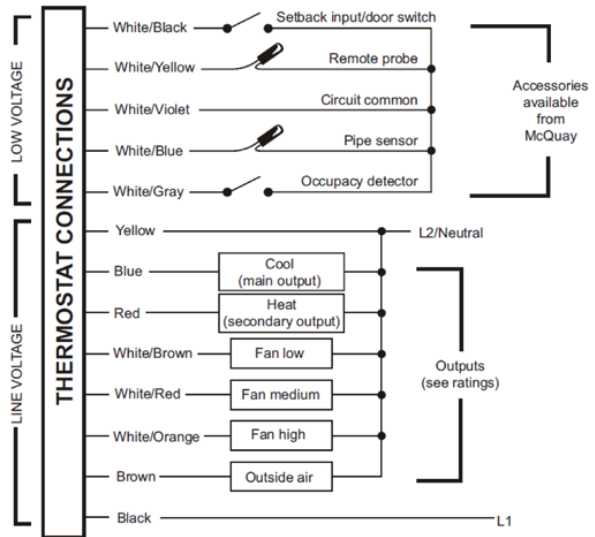 THERMOSTAT CONNECTIONS
LOW VOLTAGE
White/Black
Setback input/door switch
White/Yellow
Remote probe
White/Violet
Circuit common
White/Blue
Pipe sensor
White/Gray
Occupancy detector
Accessories
available
from
McQuay
LINE VOLTAGE
Yellow
L2/Neutral
Blue
Cool
(main output)
Red
Heat
(secondary output)
White/Brown
Fan low
White/Red
Fan medium
White/Orange
Fan high
Brown
Outside air
Outputs
(see ratings)
Black
L1